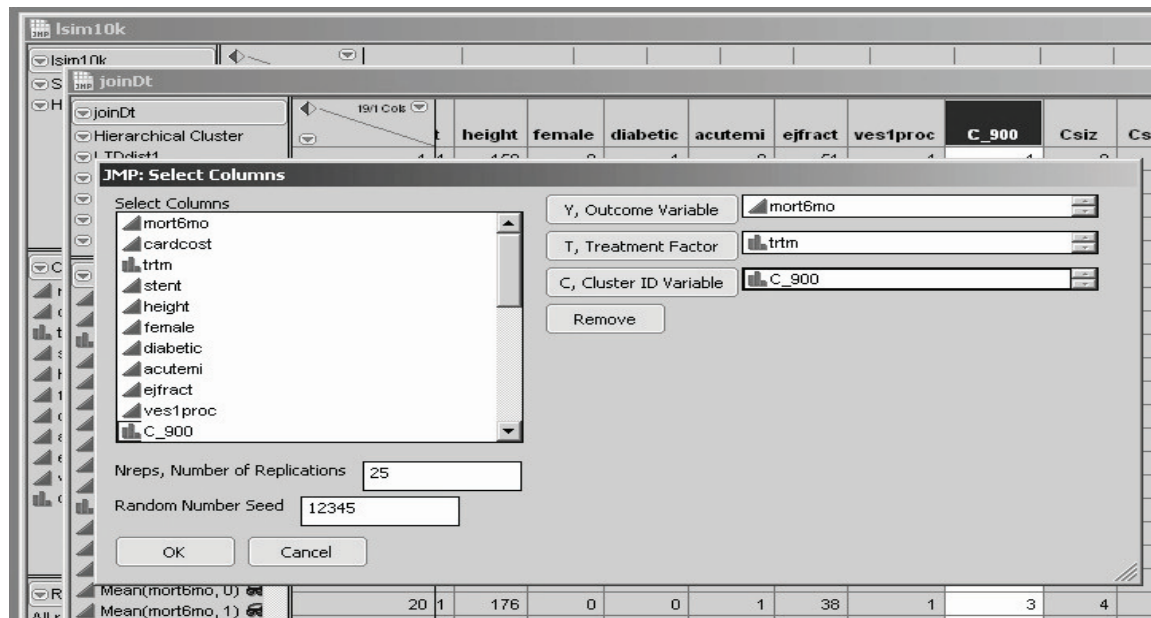 lsim10k
lsim10k
joinDt
S
H
joinDt
19/1 Cols
Hierarchical Cluster
t height female diabetic acutemi ejfract ves1proc C_900 Csiz Cs
LTDdist1
JMP: Select Columns
Select Columns
mort6mo
cardcost
trtm
stent
height
female
diabetic
acutemi
ejfract
ves1proc
C_900
Y, Outcome Variable mort6mo
T, Treatment Factor trtm
C, Cluster ID Variable C_900
Remove
Nreps, Number of Replications 25
Random Number Seed 12345
OK Cancel
C
R
Mean(mort6mo, 0)
Mean(mort6mo, 1)
20 1 176 0 0 1 38 1 3 4